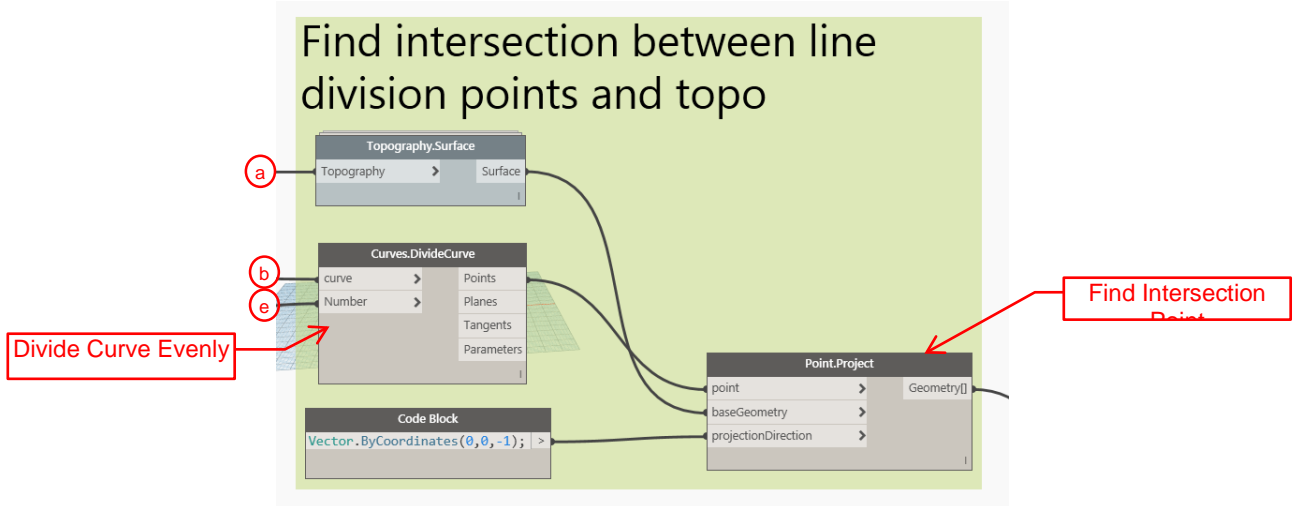 Find intersection between line
division points and topo
Topography.Surface
a
Topography > Surface
Curves.DivideCurve
b
curve > Points
e
Number > Planes
Tangents
Parameters
Divide Curve Evenly
Find Intersection
Point
Point.Project
point > Geometry[]
baseGeometry >
projectionDirection >
Code Block
Vector.ByCoordinates(0,0,-1); >